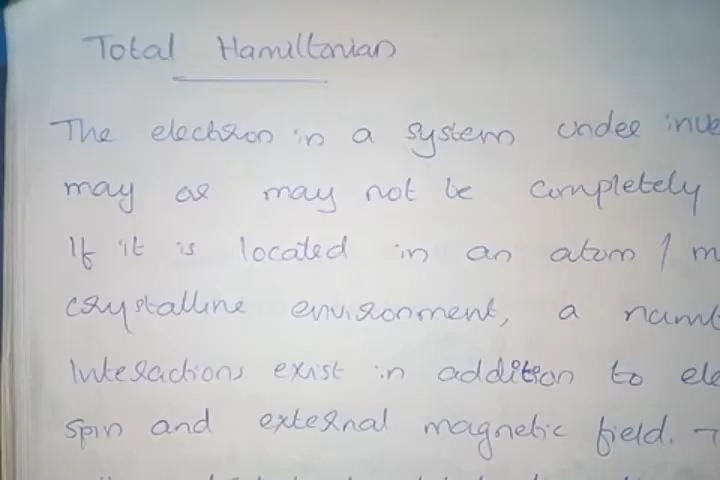 Total Hamiltonian
The electron in a system under
may or may not be completely
If it is located in an atom /
crystalline environment, a
Interactions exist in addition to
spin and external magnetic field.